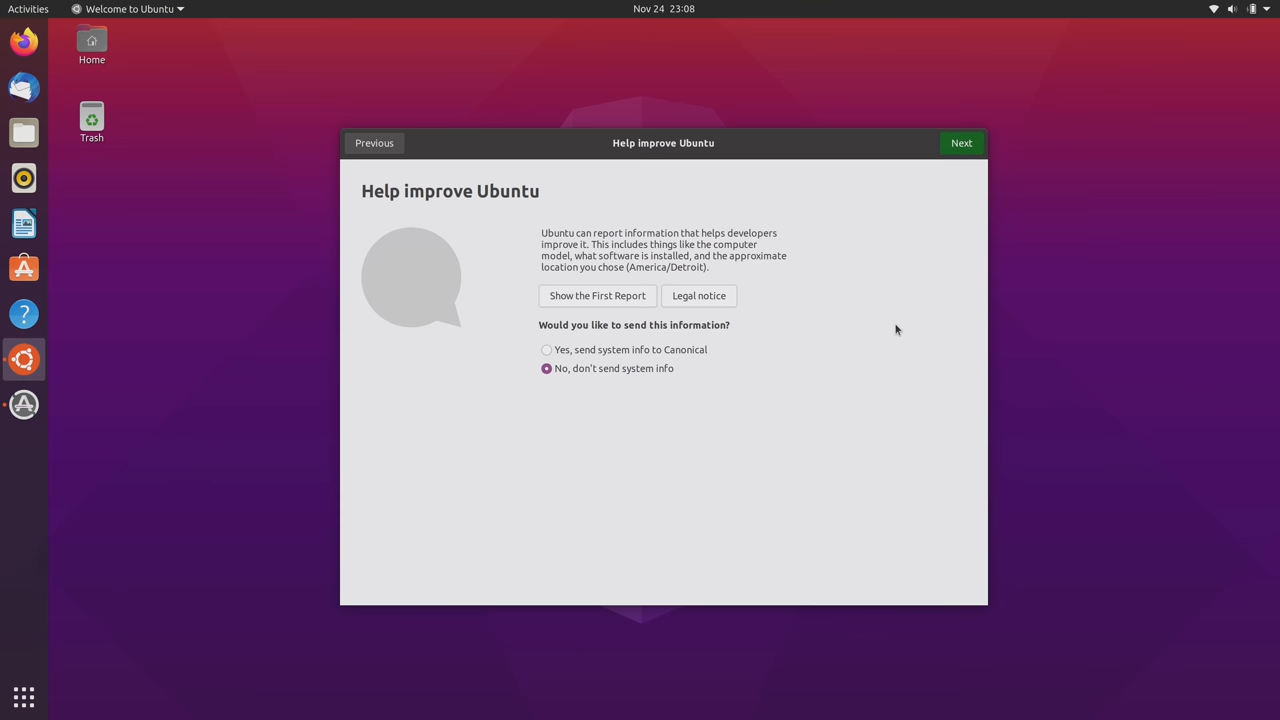 Activities
Welcome to Ubuntu
Nov 24 23:08
Home
Trash
Previous
Help improve Ubuntu
Next
Help improve Ubuntu
Ubuntu can report information that helps developers
improve it. This includes things like the computer
model, what software is installed, and the approximate
location you chose (America/Detroit).
Show the First Report
Legal notice
Would you like to send this information?
Yes, send system info to Canonical
No, don't send system info